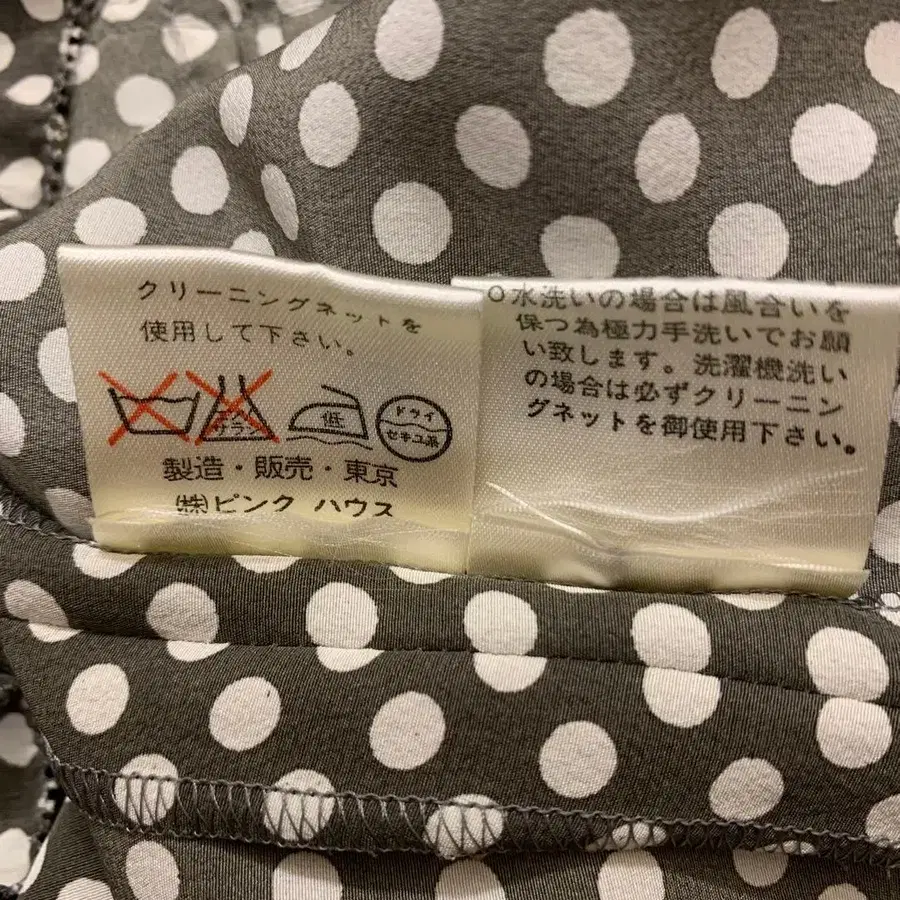 クリーニングネットを
使用して下さい。
サラシ
低
ドライ
セキユ系
製造・販売・東京
㈱ピンク ハウス
○水洗いの場合は風合いを
保つ為極力手洗いでお願
い致します。洗濯機洗い
の場合は必ずクリーニン
グネットを御使用下さい。